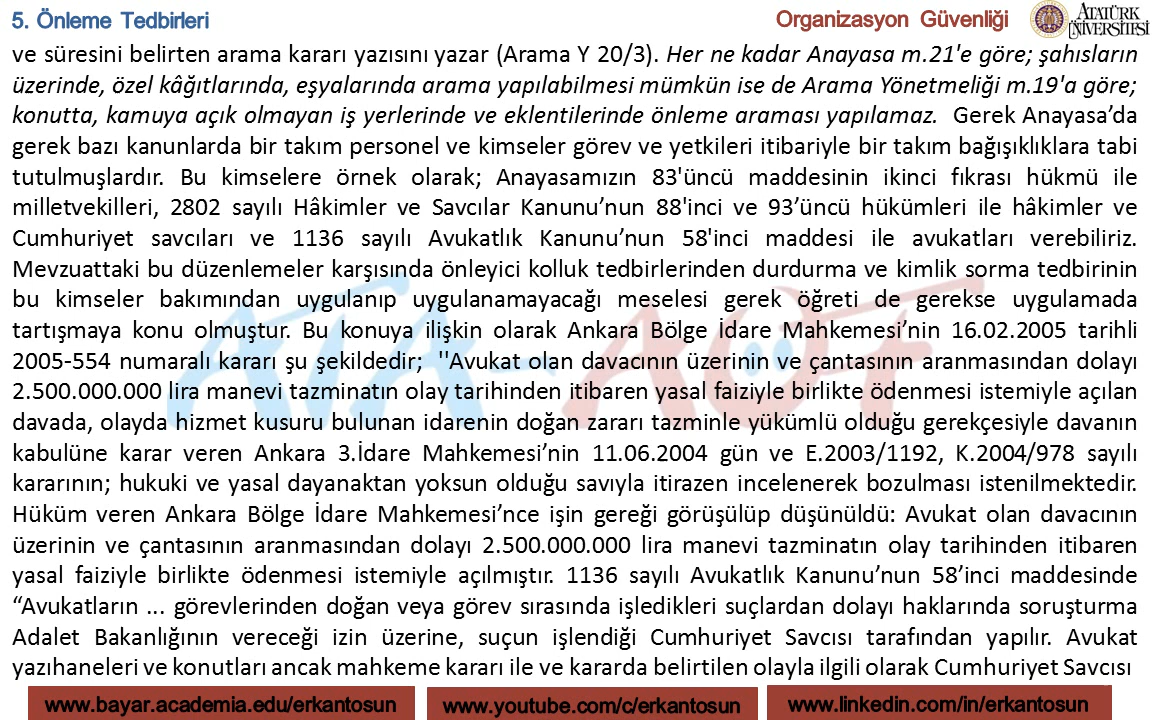 5. Önleme Tedbirleri
Organizasyon Güvenliği
ATATÜRK
ÜNİVERSİTESİ
ve süresini belirten arama kararı yazısını yazar (Arama Y 20/3). Her ne kadar Anayasa m.21'e göre; şahısların
üzerinde, özel kâğıtlarında, eşyalarında arama yapılabilmesi mümkün ise de Arama Yönetmeliği m.19'a göre;
konutta, kamuya açık olmayan iş yerlerinde ve eklentilerinde önleme araması yapılamaz. Gerek Anayasa’da
gerek bazı kanunlarda bir takım personel ve kimseler görev ve yetkileri itibariyle bir takım bağışıklıklara tabi
tutulmuşlardır. Bu kimselere örnek olarak; Anayasamızın 83'üncü maddesinin ikinci fıkrası hükmü ile
milletvekilleri, 2802 sayılı Hâkimler ve Savcılar Kanunu’nun 88'inci ve 93’üncü hükümleri ile hâkimler ve
Cumhuriyet savcıları ve 1136 sayılı Avukatlık Kanunu’nun 58'inci maddesi ile avukatları verebiliriz.
Mevzuattaki bu düzenlemeler karşısında önleyici kolluk tedbirlerinden durdurma ve kimlik sorma tedbirinin
bu kimseler bakımından uygulanıp uygulanamayacağı meselesi gerek öğreti de gerekse uygulamada
tartışmaya konu olmuştur. Bu konuya ilişkin olarak Ankara Bölge İdare Mahkemesi’nin 16.02.2005 tarihli
2005-554 numaralı kararı şu şekildedir; ''Avukat olan davacının üzerinin ve çantasının aranmasından dolayı
2.500.000.000 lira manevi tazminatın olay tarihinden itibaren yasal faiziyle birlikte ödenmesi istemiyle açılan
davada, olayda hizmet kusuru bulunan idarenin doğan zararı tazminle yükümlü olduğu gerekçesiyle davanın
kabulüne karar veren Ankara 3.İdare Mahkemesi’nin 11.06.2004 gün ve E.2003/1192, K.2004/978 sayılı
kararının; hukuki ve yasal dayanaktan yoksun olduğu savıyla itirazen incelenerek bozulması istenilmektedir.
Hüküm veren Ankara Bölge İdare Mahkemesi’nce işin gereği görüşülüp düşünüldü: Avukat olan davacının
üzerinin ve çantasının aranmasından dolayı 2.500.000.000 lira manevi tazminatın olay tarihinden itibaren
yasal faiziyle birlikte ödenmesi istemiyle açılmıştır. 1136 sayılı Avukatlık Kanunu’nun 58’inci maddesinde
“Avukatların ... görevlerinden doğan veya görev sırasında işledikleri suçlardan dolayı haklarında soruşturma
Adalet Bakanlığının vereceği izin üzerine, suçun işlendiği Cumhuriyet Savcısı tarafından yapılır. Avukat
yazıhaneleri ve konutları ancak mahkeme kararı ile ve kararda belirtilen olayla ilgili olarak Cumhuriyet Savcısı
ATA-AÖF
www.bayar.academia.edu/erkantosun
www.youtube.com/c/erkantosun
www.linkedin.com/in/erkantosun